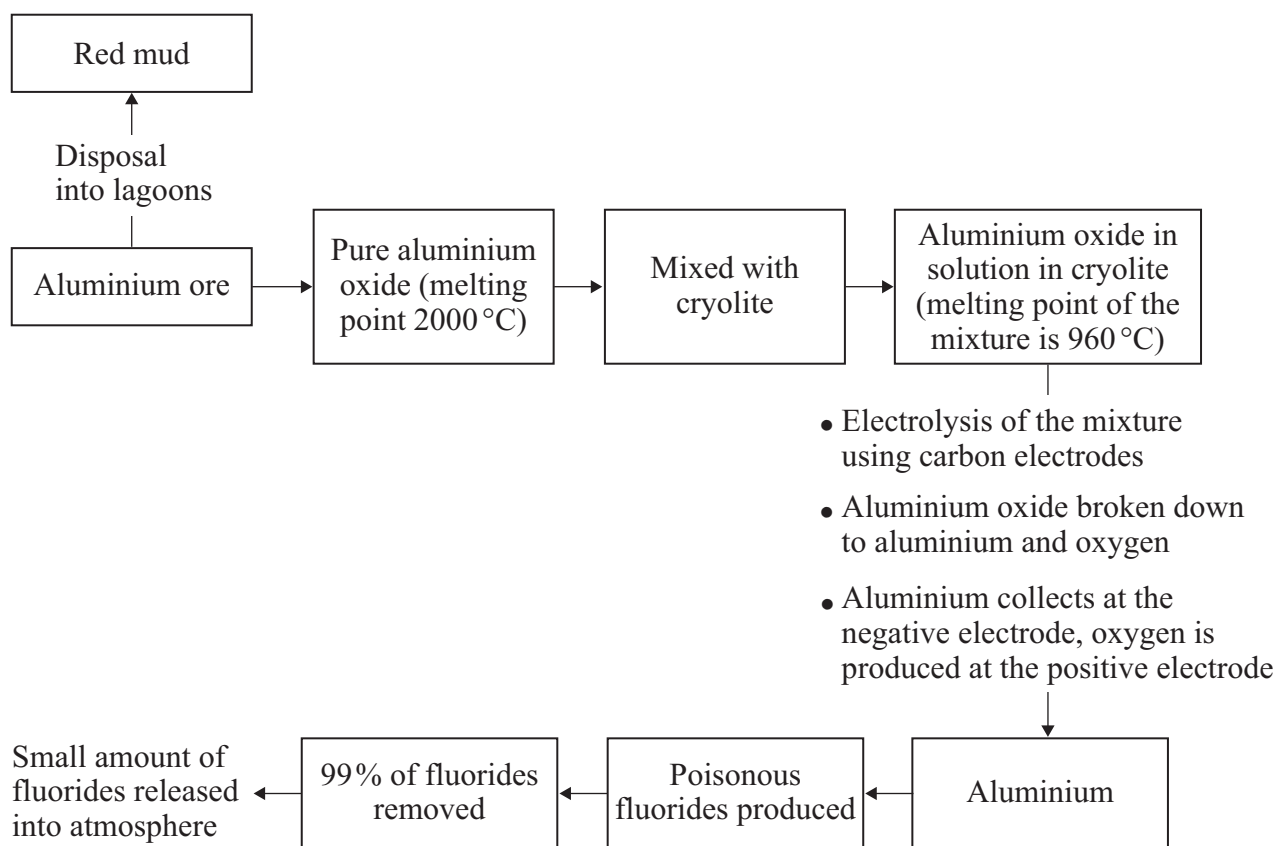 Red mud
Disposal
into lagoons
Aluminium ore
Pure aluminium
oxide (melting
point 2000 °C)
Mixed with
cryolite
Aluminium oxide in
solution in cryolite
(melting point of the
mixture is 960 °C)
• Electrolysis of the mixture
using carbon electrodes
• Aluminium oxide broken down
to aluminium and oxygen
• Aluminium collects at the
negative electrode, oxygen is
produced at the positive electrode
Small amount of
fluorides released
into atmosphere
99% of fluorides
removed
Poisonous
fluorides produced
Aluminium